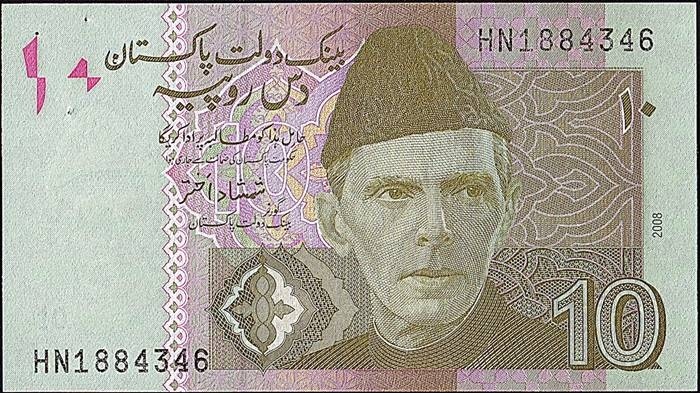 بینک دولت پاکستان
HN1884346
۱۰
دس روپیہ
۱۰
حامل ہذا کو مطالبہ پر ادا کریگا
حکومت پاکستان کی ضمانت سے جاری ہوا
شمشاد اختر
گورنر
بینک دولت پاکستان
2008
10
HN1884346